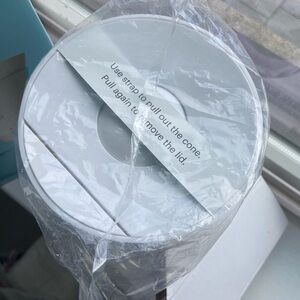 Use strap to pull out the cone.
Pull again to remove the lid.